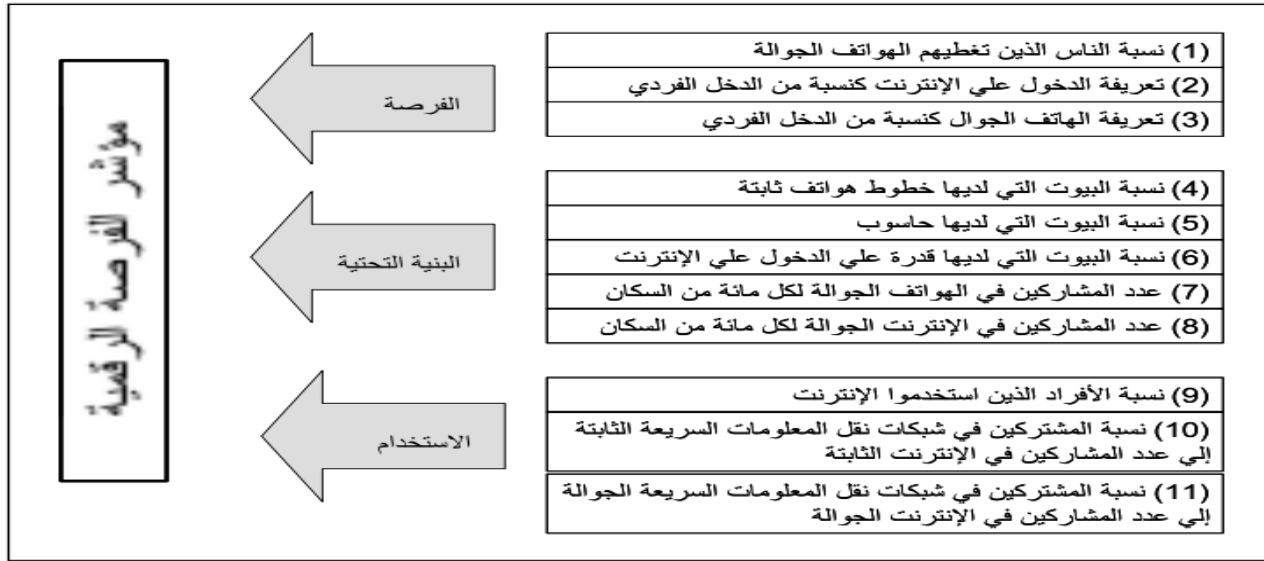 مؤشر الفرصة الرقمية
الفرصة
(1) نسبة الناس الذين تغطيهم الهواتف الجوالة
(2) تعريفة الدخول علي الإنترنت كنسبة من الدخل الفردي
(3) تعريفة الهاتف الجوال كنسبة من الدخل الفردي
البنية التحتية
(4) نسبة البيوت التي لديها خطوط هواتف ثابتة
(5) نسبة البيوت التي لديها حاسوب
(6) نسبة البيوت التي لديها قدرة علي الدخول علي الإنترنت
(7) عدد المشاركين في الهواتف الجوالة لكل مائة من السكان
(8) عدد المشاركين في الإنترنت الجوالة لكل مائة من السكان
الاستخدام
(9) نسبة الأفراد الذين استخدموا الإنترنت
(10) نسبة المشتركين في شبكات نقل المعلومات السريعة الثابتة
إلي عدد المشاركين في الإنترنت الثابتة
(11) نسبة المشتركين في شبكات نقل المعلومات السريعة الجوالة
إلي عدد المشاركين في الإنترنت الجوالة